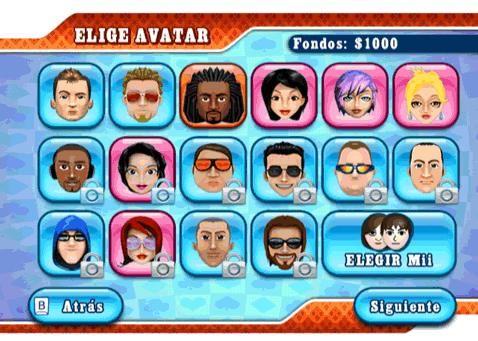 ELIGE AVATAR
Fondos: $1000
ELEGIR Mii
B Atrás
Siguiente